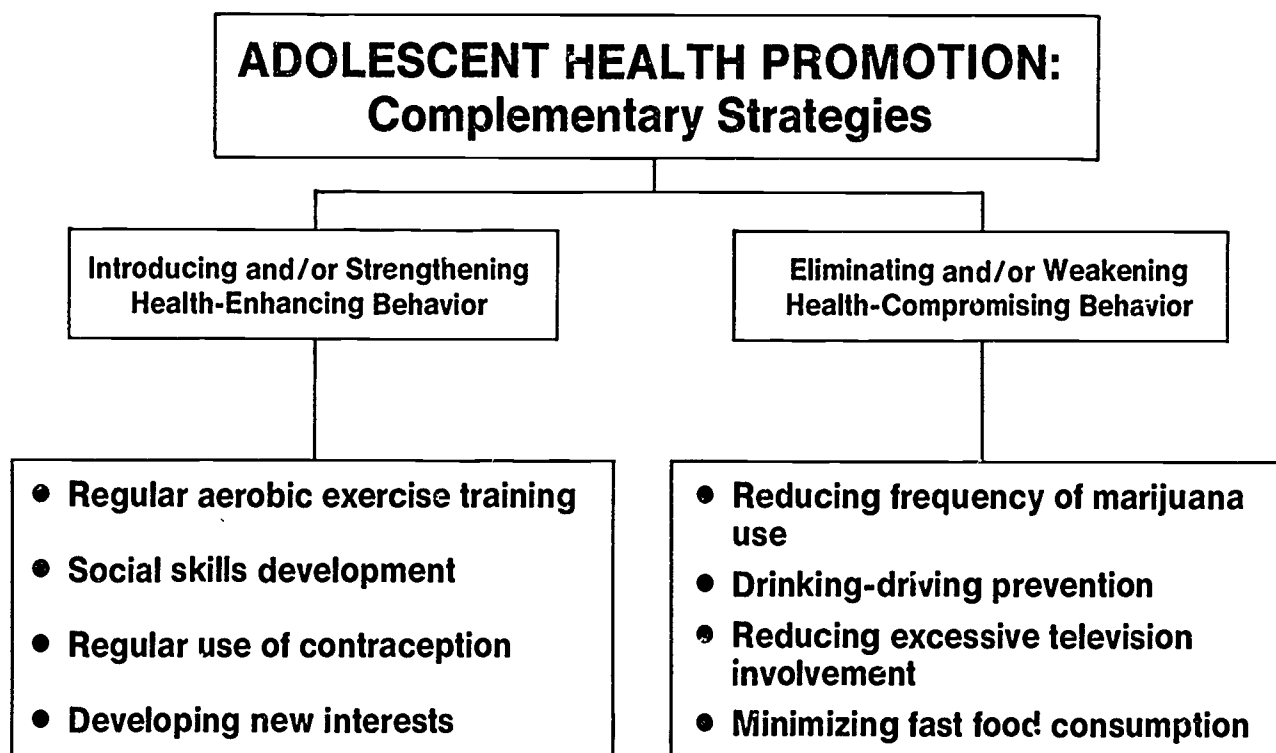 ADOLESCENT HEALTH PROMOTION:
Complementary Strategies
Introducing and/or Strengthening
Health-Enhancing Behavior
Eliminating and/or Weakening
Health-Compromising Behavior
● Regular aerobic exercise training
● Social skills development
● Regular use of contraception
● Developing new interests
● Reducing frequency of marijuana
use
● Drinking-driving prevention
● Reducing excessive television
involvement
● Minimizing fast food consumption